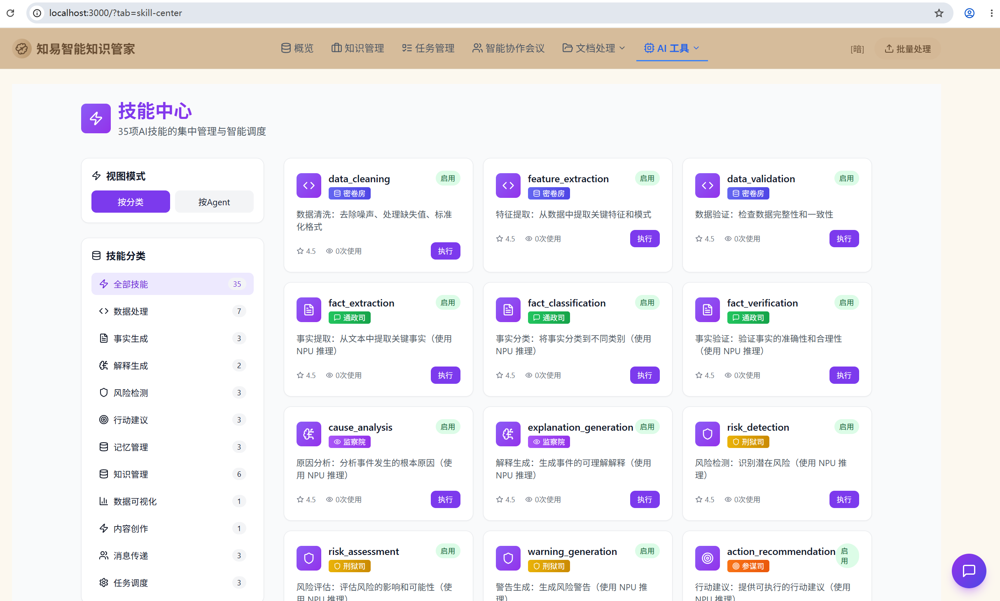 localhost:3000/?tab=skill-center
知易智能知识管家
概览
知识管理
任务管理
智能协作会议
文档处理
AI 工具
[暗]
批量处理
技能中心
35项AI技能的集中管理与智能调度
视图模式
按分类
按Agent
技能分类
全部技能 35
数据处理 7
事实生成 3
解释生成 2
风险检测 3
行动建议 3
记忆管理 3
知识管理 6
数据可视化 1
内容创作 1
消息传递 3
任务调度 3
data_cleaning
启用
密卷房
数据清洗：去除噪声、处理缺失值、标准
化格式
4.5 0次使用
执行
feature_extraction
启用
密卷房
特征提取：从数据中提取关键特征和模式
4.5 0次使用
执行
data_validation
启用
密卷房
数据验证：检查数据完整性和一致性
4.5 0次使用
执行
fact_extraction
启用
通政司
事实提取：从文本中提取关键事实（使用
NPU 推理）
4.5 0次使用
执行
fact_classification
启用
通政司
事实分类：将事实分类到不同类别（使用
NPU 推理）
4.5 0次使用
执行
fact_verification
启用
通政司
事实验证：验证事实的准确性和合理性
（使用 NPU 推理）
4.5 0次使用
执行
cause_analysis
启用
监察院
原因分析：分析事件发生的根本原因（使
用 NPU 推理）
4.5 0次使用
执行
explanation_generation
启用
监察院
解释生成：生成事件的可理解解释（使用
NPU 推理）
4.5 0次使用
执行
risk_detection
启用
刑狱司
风险检测：识别潜在风险（使用 NPU 推
理）
4.5 0次使用
执行
risk_assessment
启用
刑狱司
风险评估：评估风险的影响和可能性（使
用 NPU 推理）
warning_generation
启用
刑狱司
警告生成：生成风险警告（使用 NPU 推
理）
action_recommendation
启
用
参谋司
行动建议：提供可执行的行动建议（使用
NPU 推理）